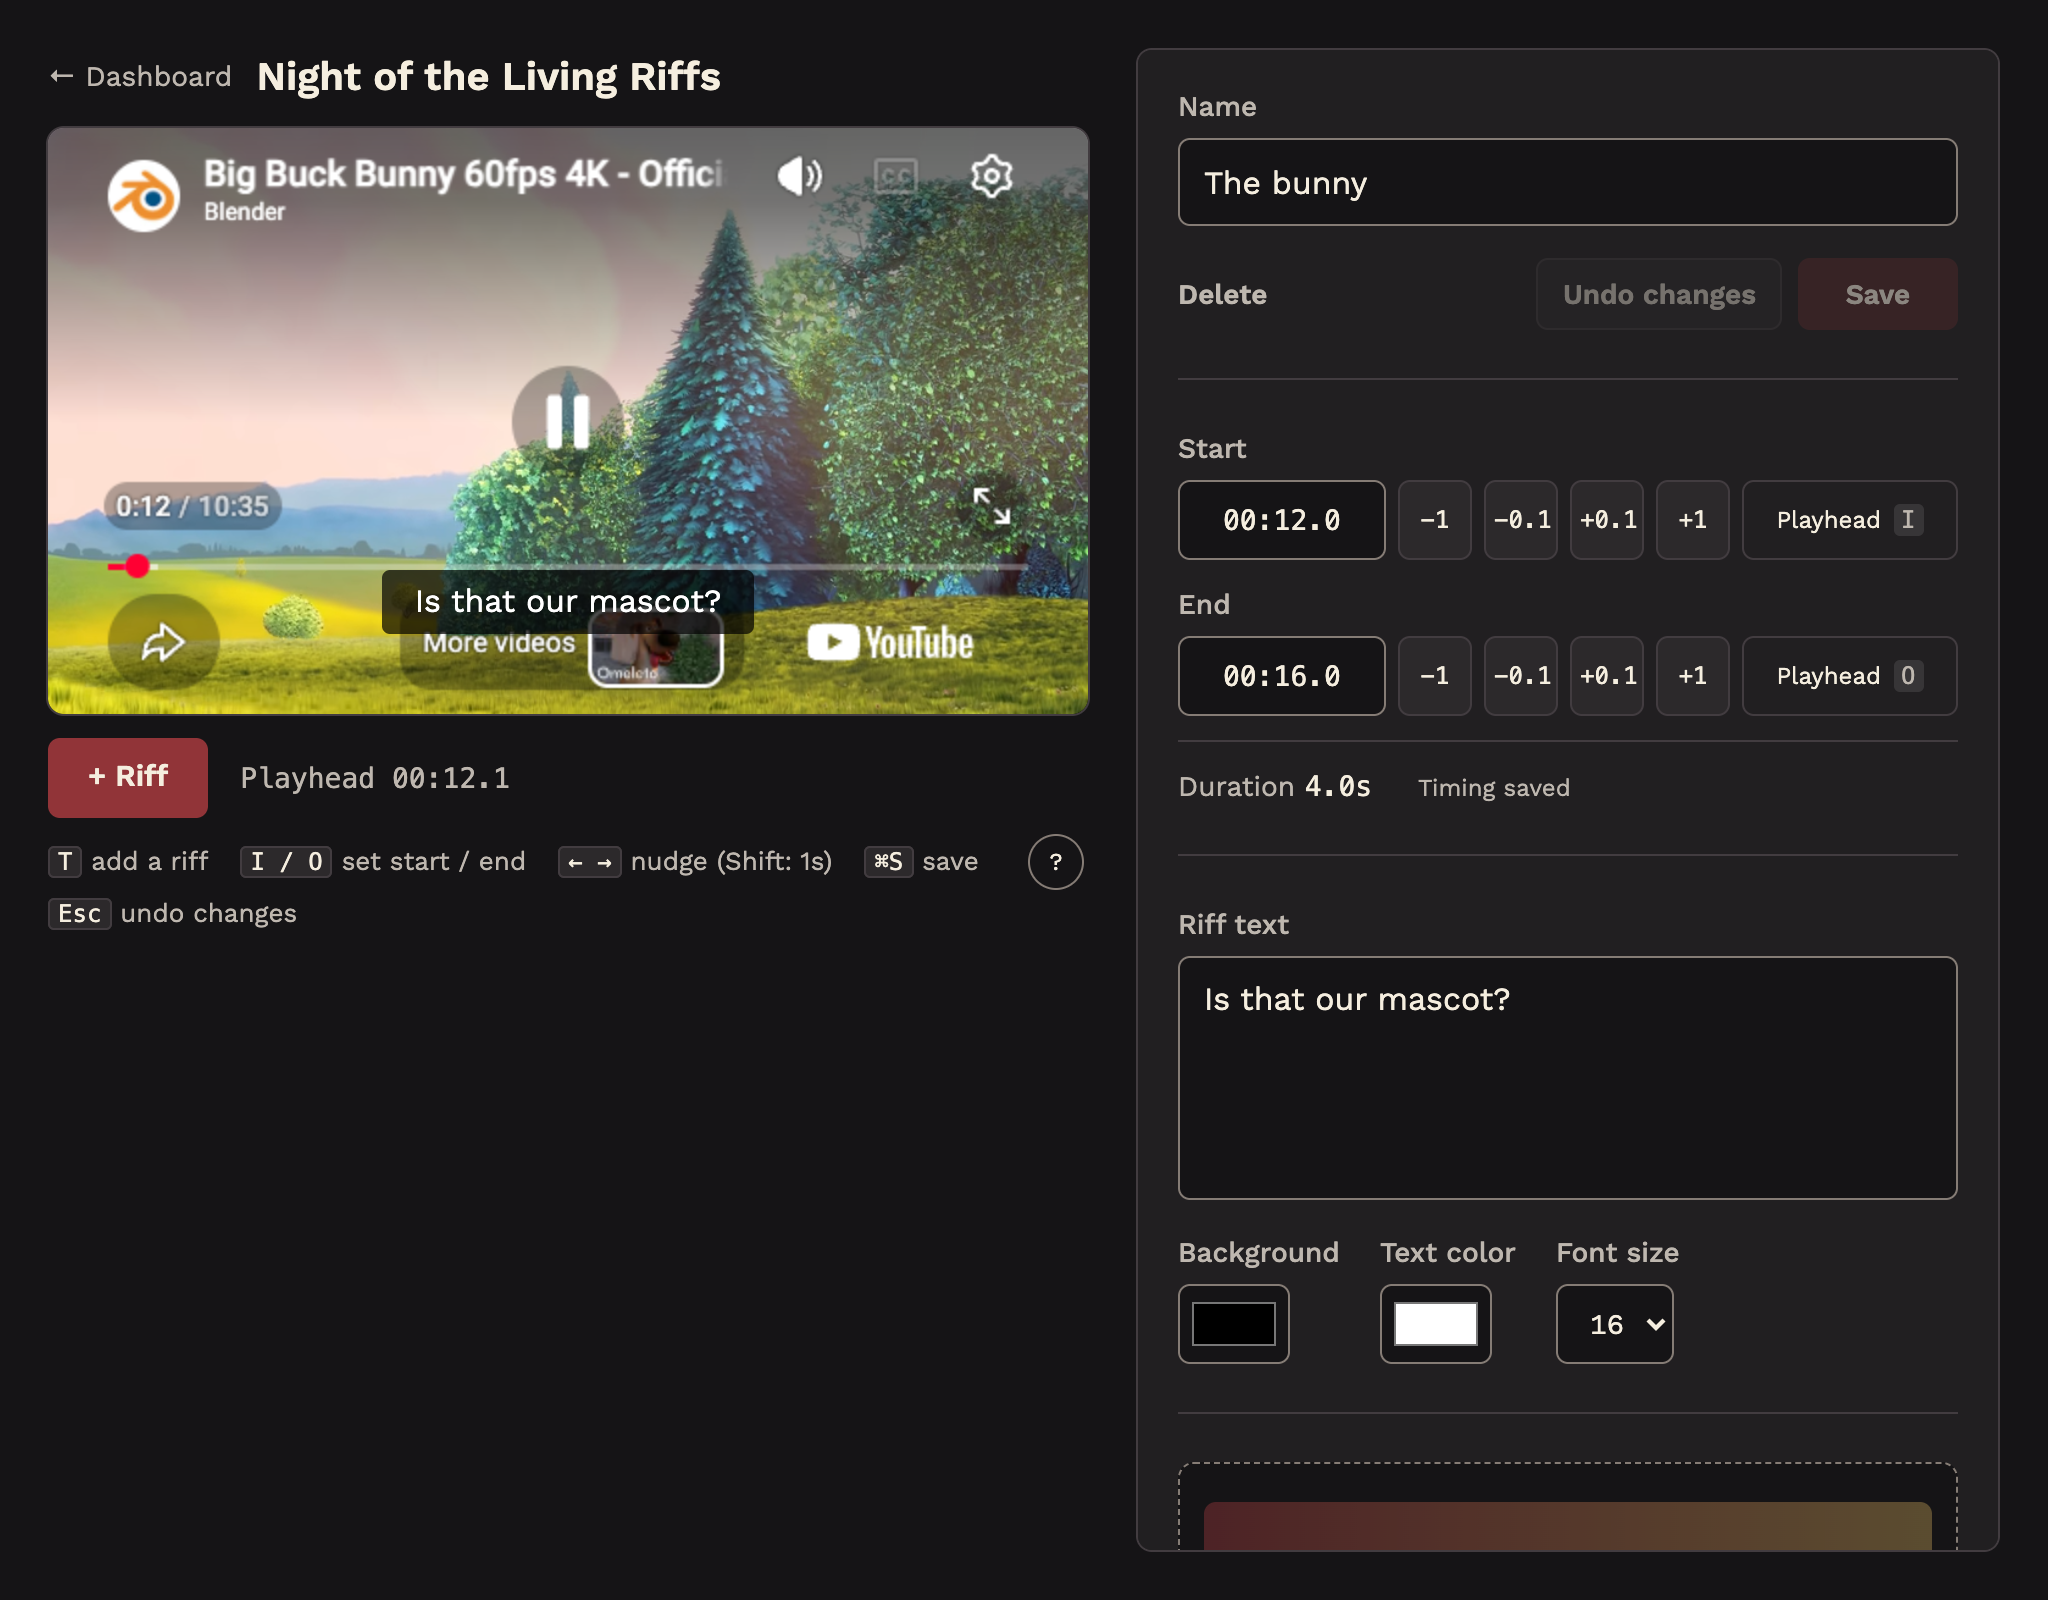 ← Dashboard Night of the Living Riffs
Big Buck Bunny 60fps 4K - Offici
Blender
CC
0:12 / 10:35
Is that our mascot?
More videos
Omeleto
YouTube
+ Riff Playhead 00:12.1
T add a riff I / O set start / end ← → nudge (Shift: 1s) ⌘S save ?
Esc undo changes
Name
The bunny
Delete Undo changes Save
Start
00:12.0 −1 −0.1 +0.1 +1 Playhead I
End
00:16.0 −1 −0.1 +0.1 +1 Playhead O
Duration 4.0s Timing saved
Riff text
Is that our mascot?
Background Text color Font size
16